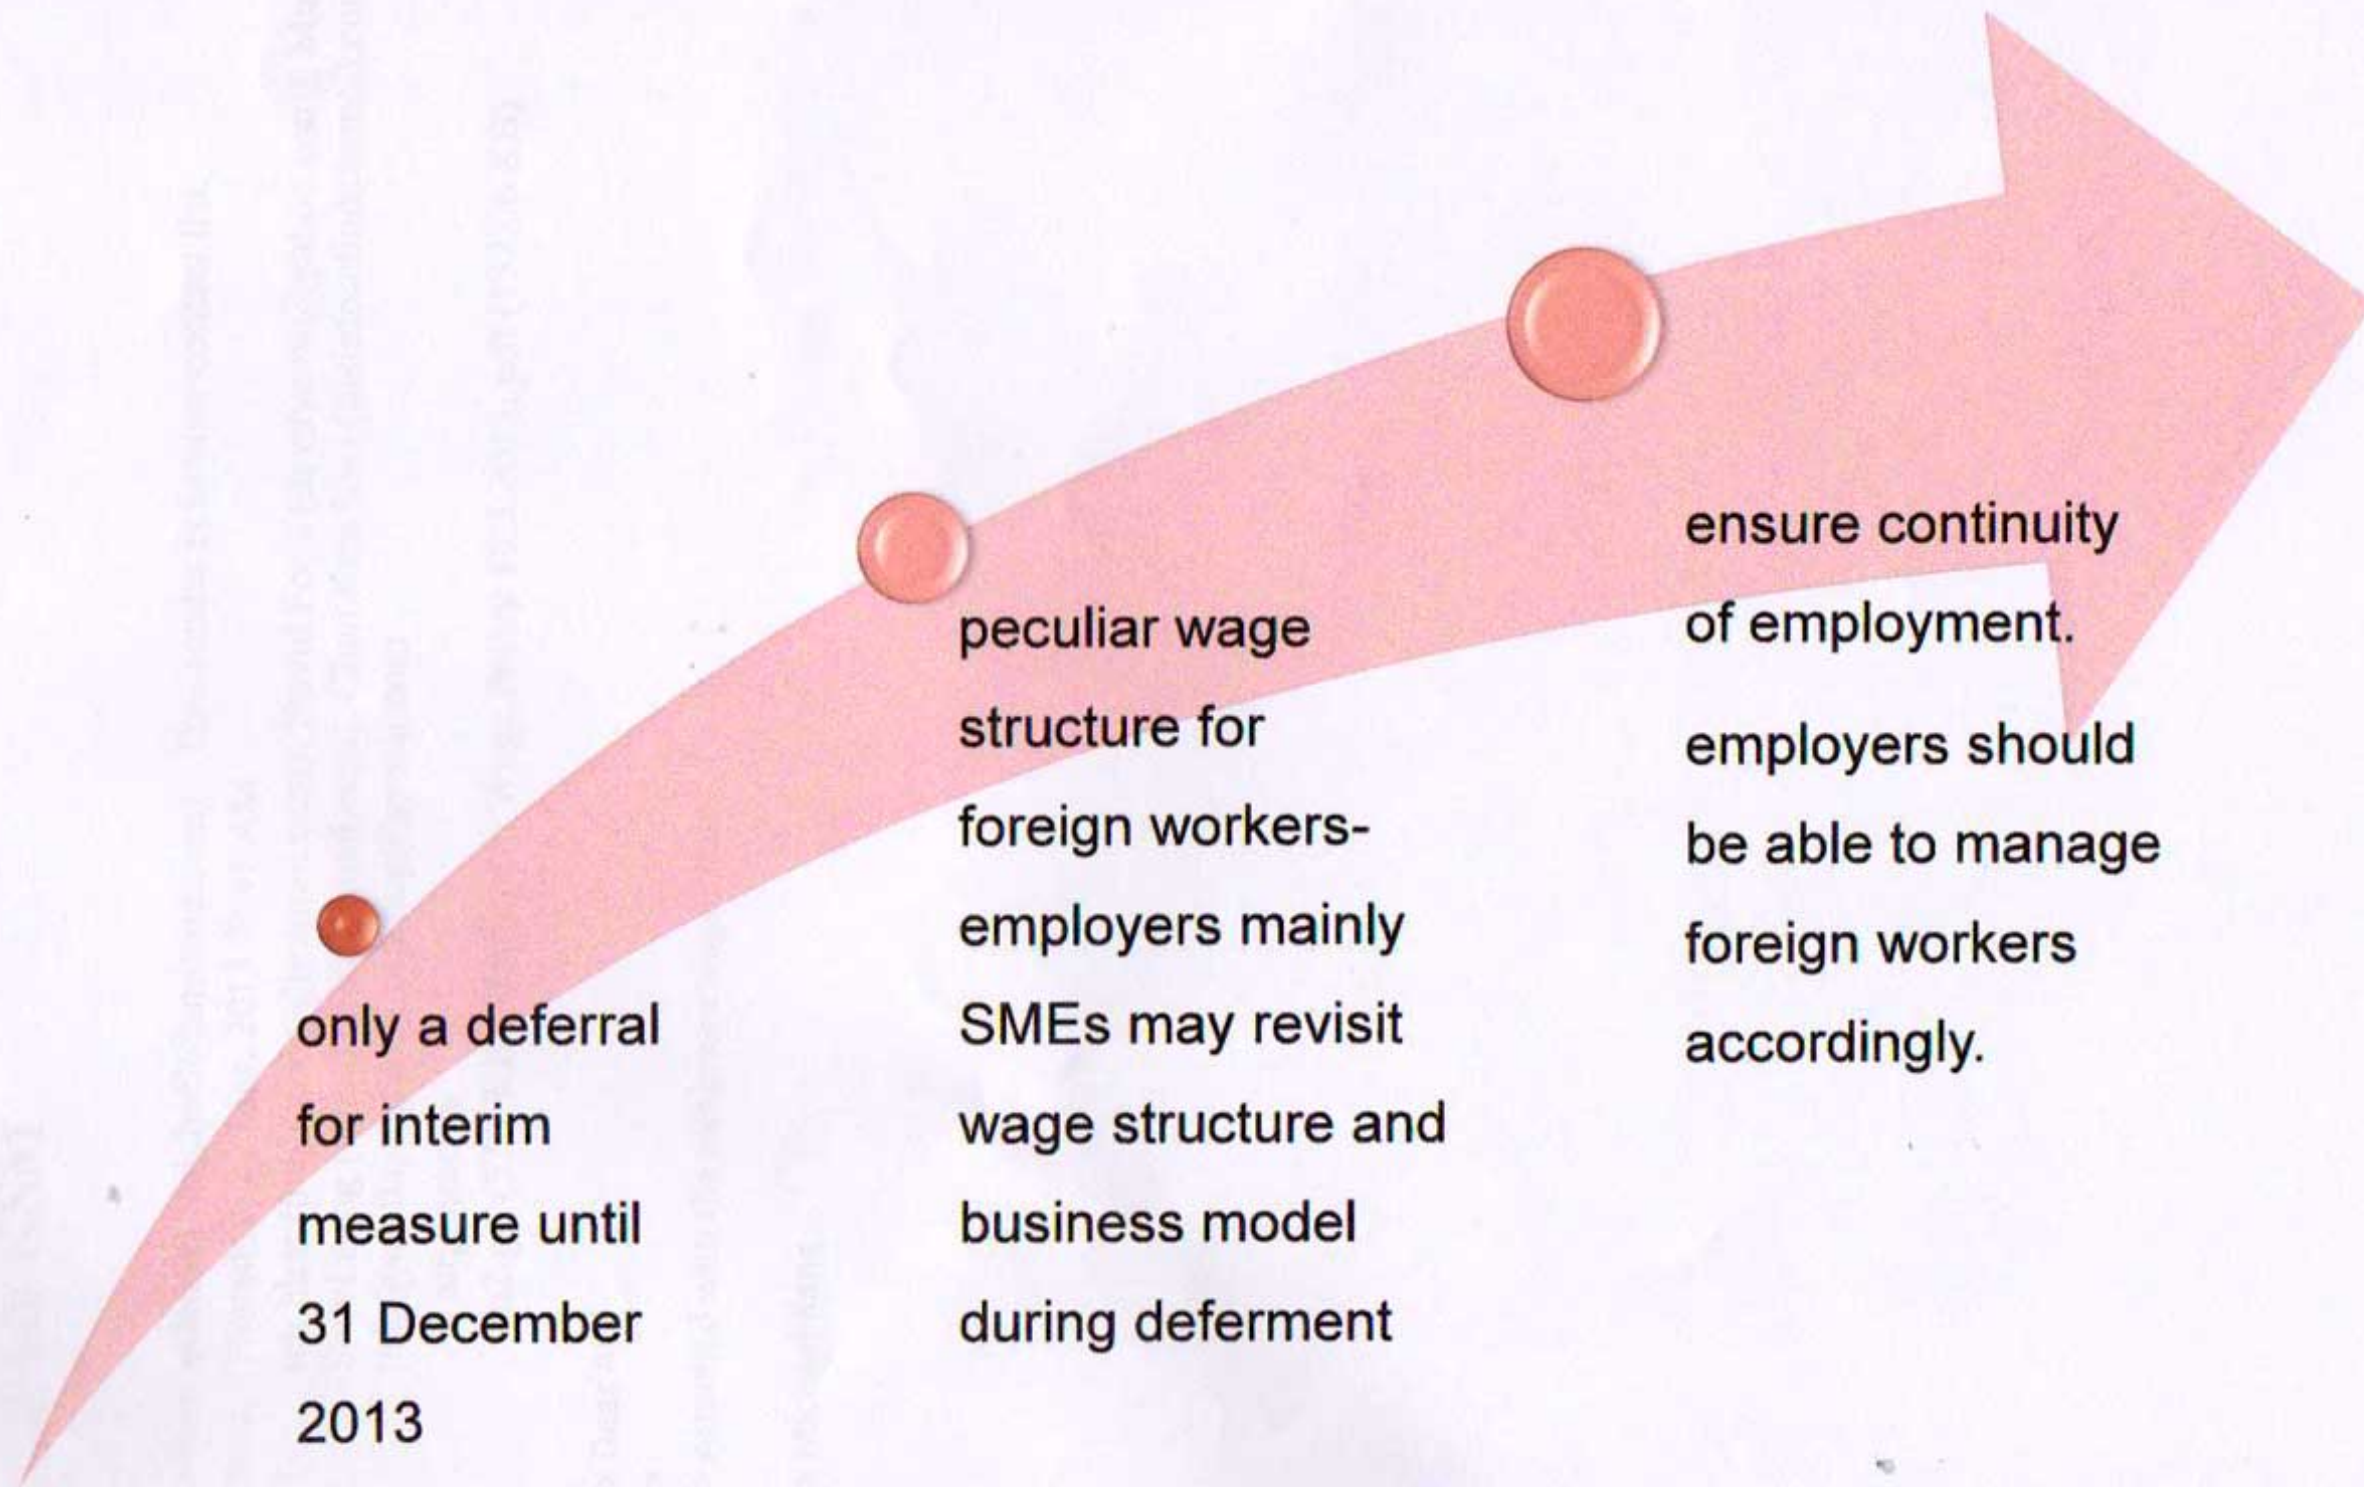 only a deferral
for interim
measure until
31 December
2013
peculiar wage
structure for
foreign workers-
employers mainly
SMEs may revisit
wage structure and
business model
during deferment
ensure continuity
of employment.
employers should
be able to manage
foreign workers
accordingly.